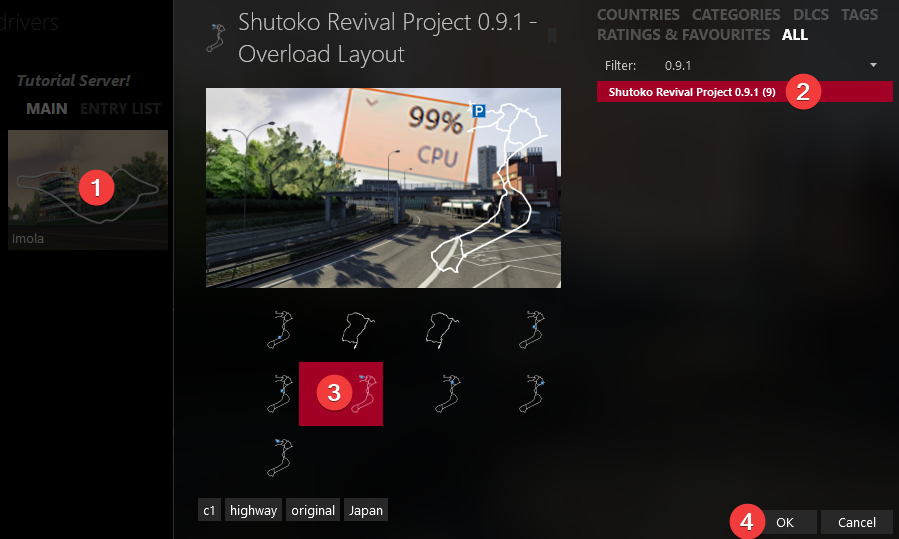 drivers
Tutorial Server!
MAIN ENTRY LIST
1
Imola
Shutoko Revival Project 0.9.1 -
Overload Layout
99%
CPU
P
3
c1 highway original Japan
COUNTRIES CATEGORIES DLCS TAGS
RATINGS & FAVOURITES ALL
Filter: 0.9.1
Shutoko Revival Project 0.9.1 (9) 2
4 OK Cancel